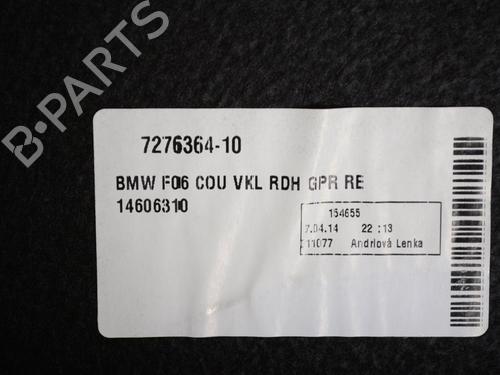 B-PARTS
7276364-10
BMW F06 COU VKL RDH GPR RE
14606310
154655
7.04.14 22:13
11077 Andriová Lenka